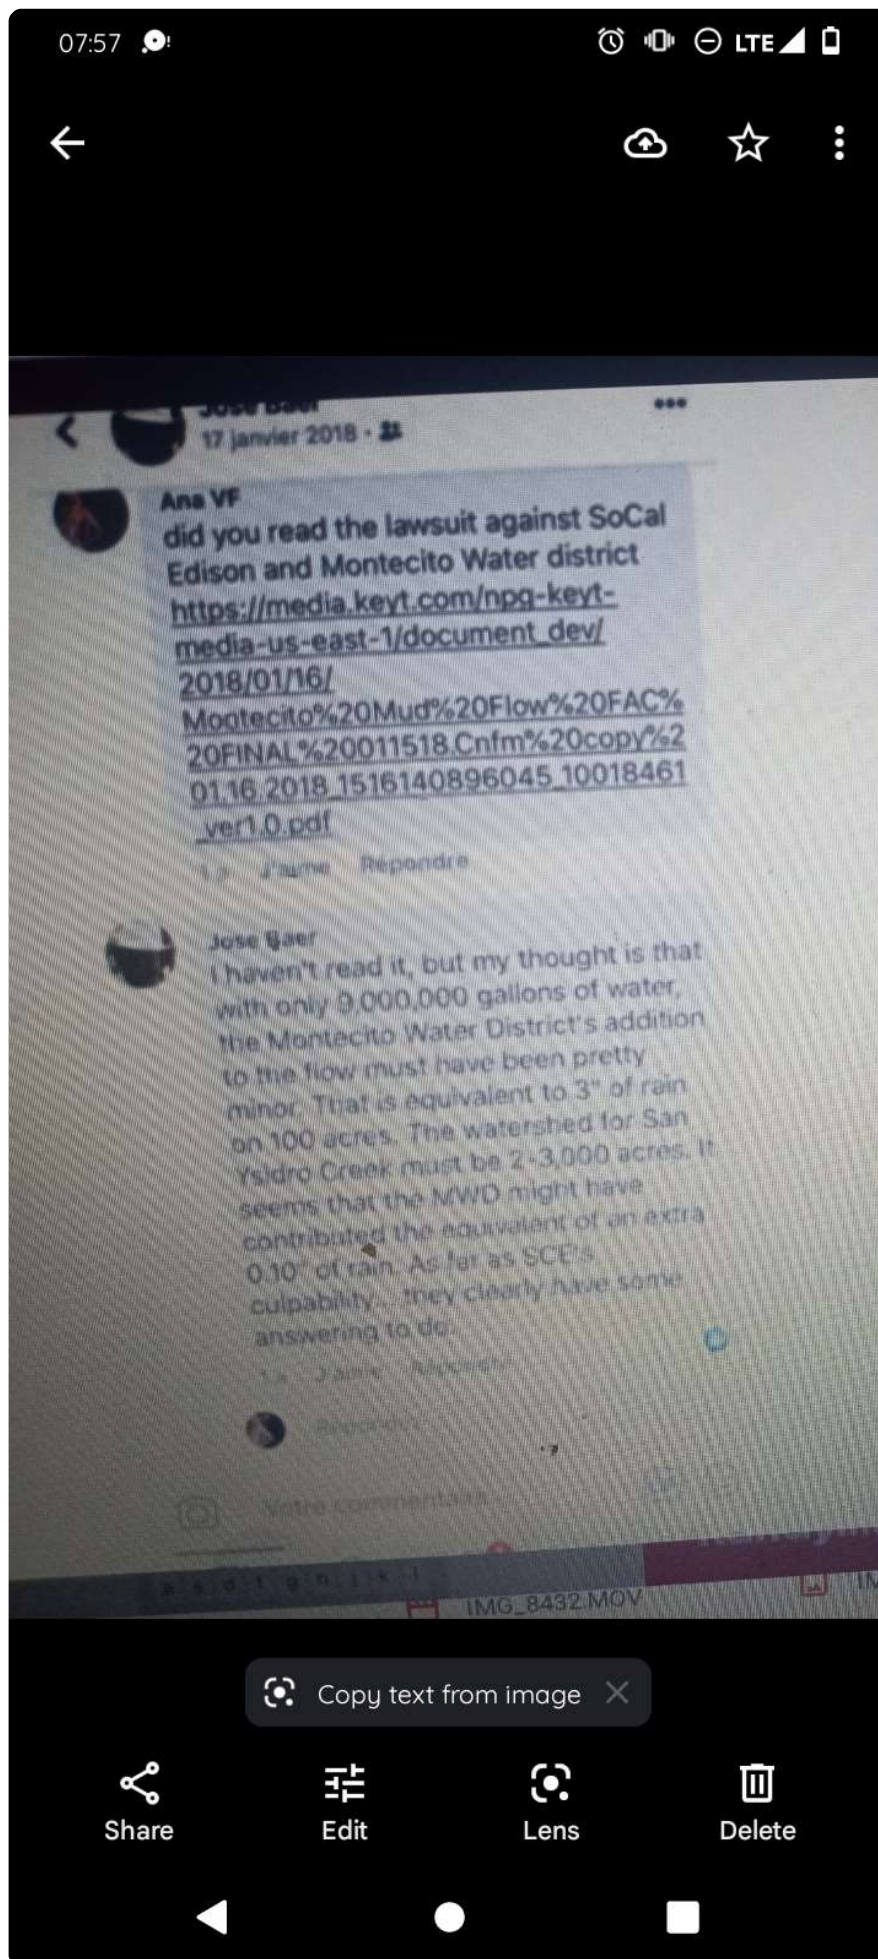 07:57
LTE
Jose Baer
17 janvier 2018
Ana VF
did you read the lawsuit against SoCal
Edison and Montecito Water district
https://media.keyt.com/npg-keyt-
media-us-east-1/document_dev/
2018/01/16/
Montecito%20Mud%20Flow%20FAC%
20FINAL%20011518.Cnfm%20copy%2
01.16.2018_1516140896045_10018461
_ver1.0.pdf
J'aime Répondre
Jose Baer
I haven't read it, but my thought is that
with only 9,000,000 gallons of water,
the Montecito Water District's addition
to the flow must have been pretty
minor. That is equivalent to 3" of rain
on 100 acres. The watershed for San
Ysidro Creek must be 2-3,000 acres. It
seems that the MWD might have
contributed the equivalent of an extra
0.10" of rain. As far as SCE's
culpability... they clearly have some
answering to do.
J'aime Répondre
Répondre
Votre commentaire
a s d f g h j k l
IMG_8432.MOV
Copy text from image
Share Edit Lens Delete